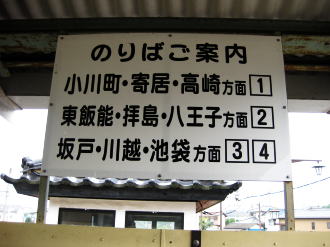 のりばご案内
小川町・寄居・高崎方面 1
東飯能・拝島・八王子方面 2
坂戸・川越・池袋方面 3 4